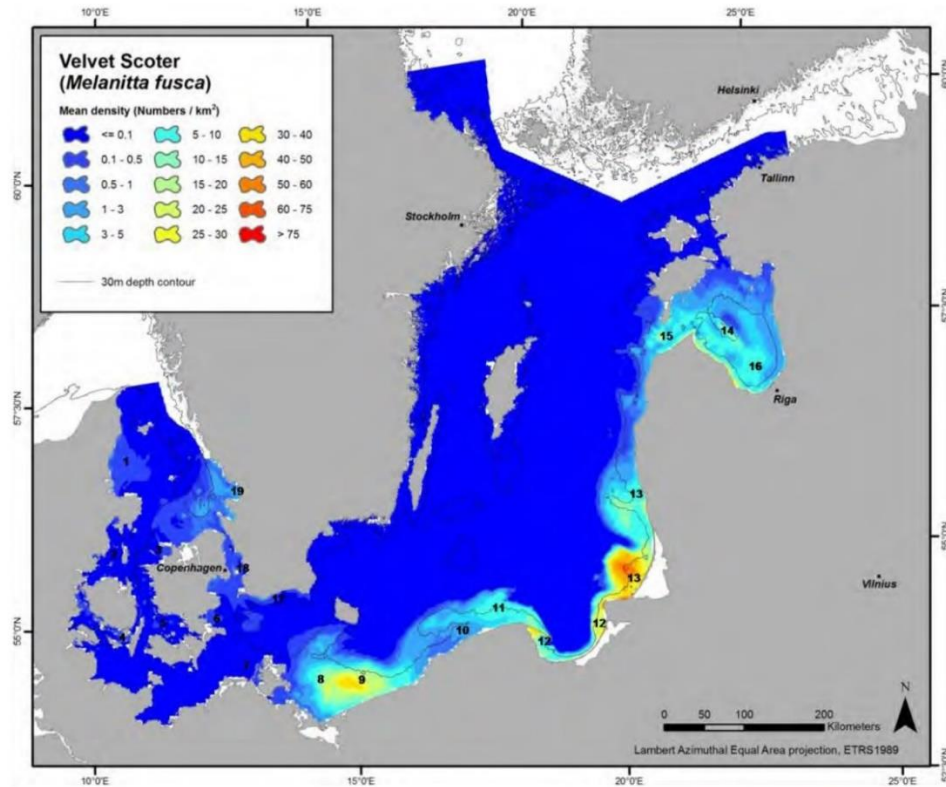 10°0'E 15°0'E 20°0'E 25°0'E
Velvet Scoter
(Melanitta fusca)
Mean density (Numbers / km²)
<= 0.1 5 - 10 30 - 40
0.1 - 0.5 10 - 15 40 - 50
0.5 - 1 15 - 20 50 - 60
1 - 3 20 - 25 60 - 75
3 - 5 25 - 30 > 75
30m depth contour
Helsinki
Tallinn
60°0'N
Stockholm
14
15
16
Riga
57°30'N
1
19
13
Copenhagen
18
13
Vilnius
11
6
12
55°0'N
10
12
8 9
N
0 50 100 200
Kilometers
Lambert Azimuthal Equal Area projection, ETRS1989
10°0'E 15°0'E 20°0'E 25°0'E